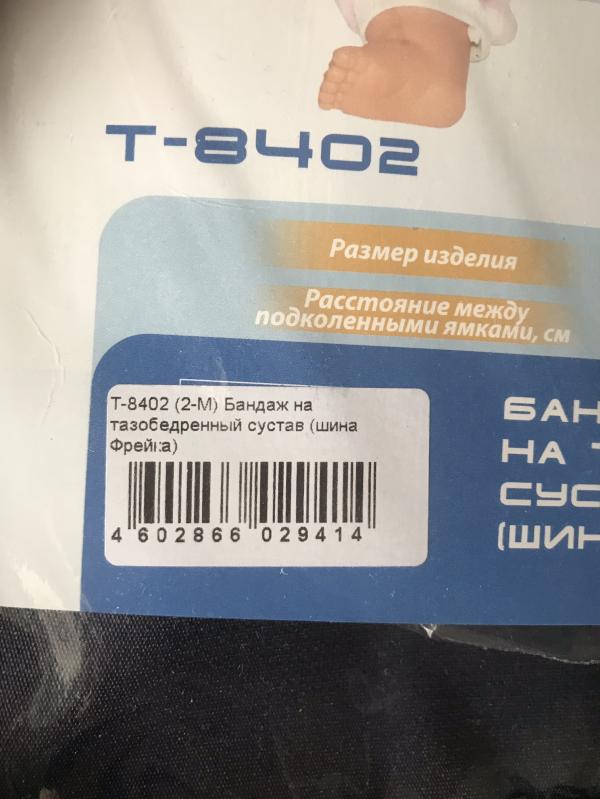 T-8402
Размер изделия
Расстояние между
подколенными ямками, см
Т-8402 (2-М) Бандаж на
тазобедренный сустав (шина
Фрейка)
4 602866 029414
БАН
НА
СУС
(ШИН